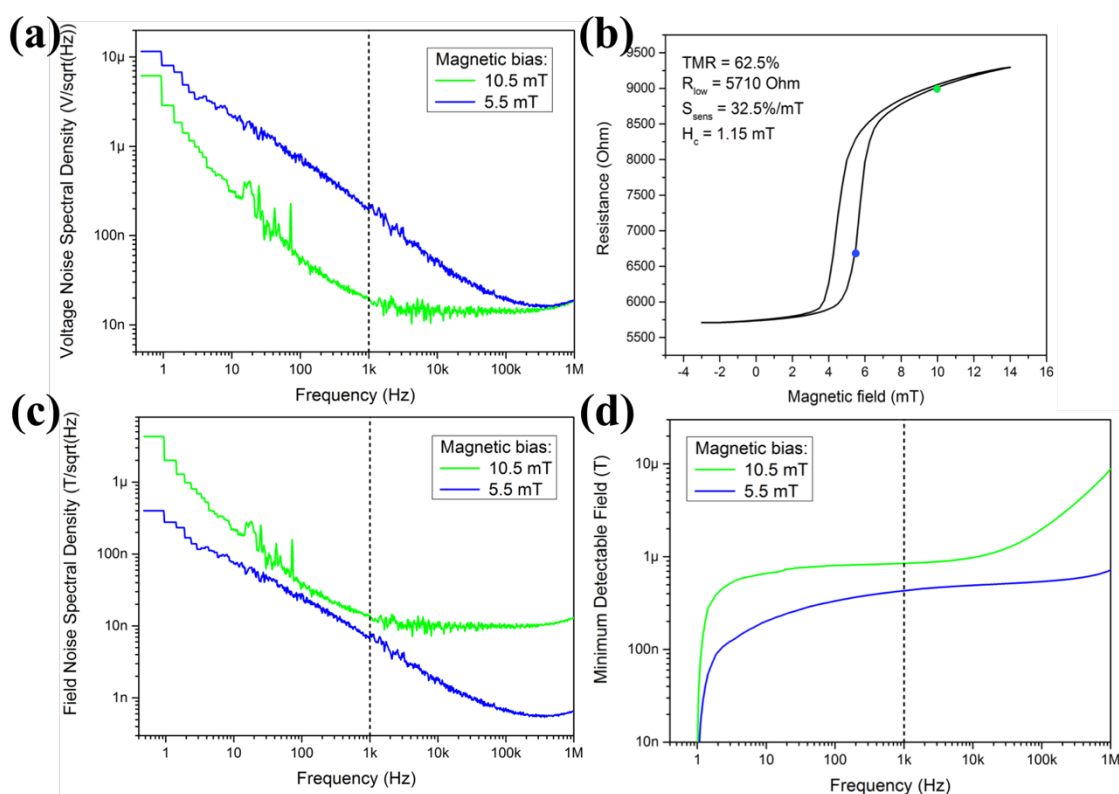 (a)
Voltage Noise Spectral Density (V/sqrt(Hz)
10µ
1µ
100n
10n
Magnetic bias:
10.5 mT
5.5 mT
1 10 100 1k 10k 100k 1M
Frequency (Hz)
(b)
Resistance (Ohm)
9500
9000
8500
8000
7500
7000
6500
6000
5500
TMR = 62.5%
R_low = 5710 Ohm
S_sens = 32.5%/mT
H_c = 1.15 mT
-4 -2 0 2 4 6 8 10 12 14 16
Magnetic field (mT)
(c)
Field Noise Spectral Density (T/sqrt(Hz)
1µ
100n
10n
1n
Magnetic bias:
10.5 mT
5.5 mT
1 10 100 1k 10k 100k 1M
Frequency (Hz)
(d)
Minimum Detectable Field (T)
10µ
1µ
100n
10n
Magnetic bias:
10.5 mT
5.5 mT
1 10 100 1k 10k 100k 1M
Frequency (Hz)